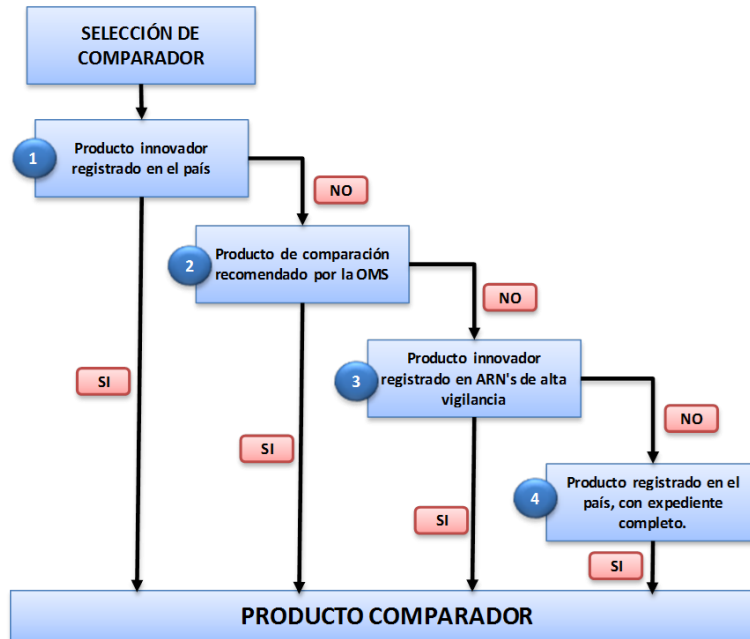 SELECCIÓN DE
COMPARADOR
1
Producto innovador
registrado en el país
NO
2
Producto de comparación
recomendado por la OMS
NO
3
Producto innovador
registrado en ARN's de alta
vigilancia
SI
NO
SI
4
Producto registrado en el
país, con expediente
completo.
SI
SI
PRODUCTO COMPARADOR